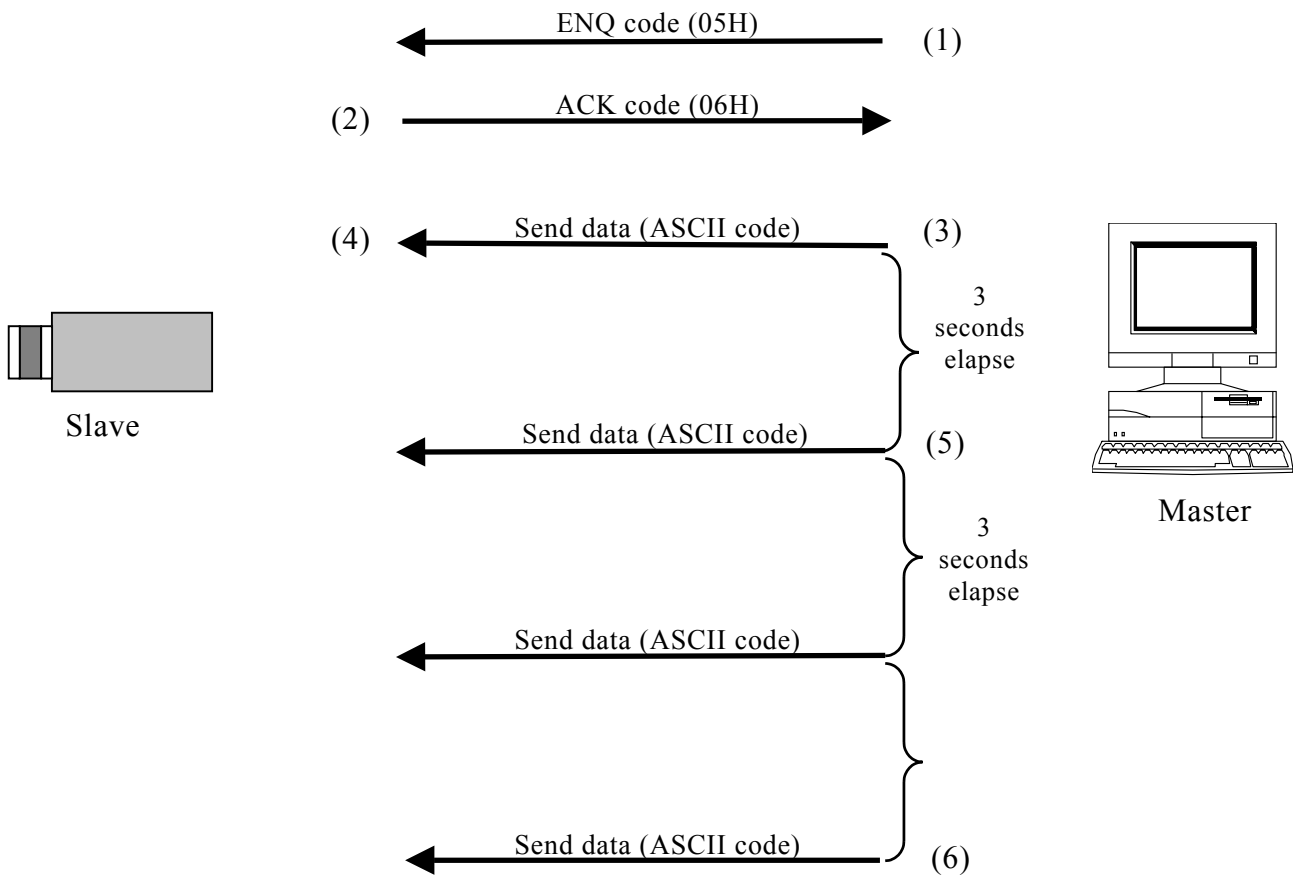 ENQ code (05H)
(1)
(2)
ACK code (06H)
(4)
Send data (ASCII code)
(3)
3
seconds
elapse
Slave
Send data (ASCII code)
(5)
Master
3
seconds
elapse
Send data (ASCII code)
Send data (ASCII code)
(6)